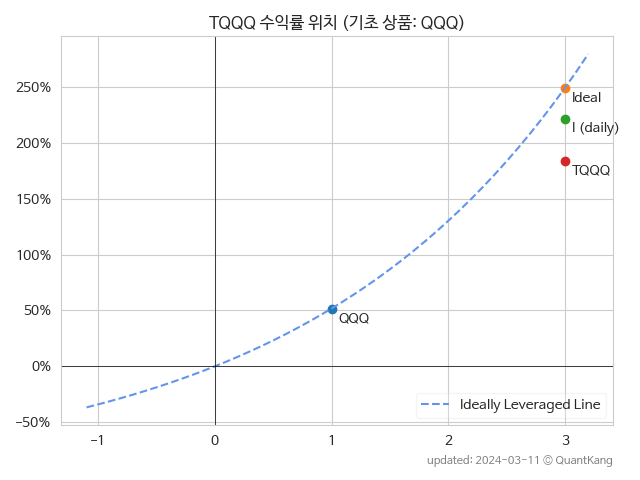 TQQQ 수익률 위치 (기초 상품: QQQ)
250%
200%
150%
100%
50%
0%
−50%
Ideal
I (daily)
TQQQ
QQQ
Ideally Leveraged Line
−1 0 1 2 3
updated: 2024-03-11 © QuantKang